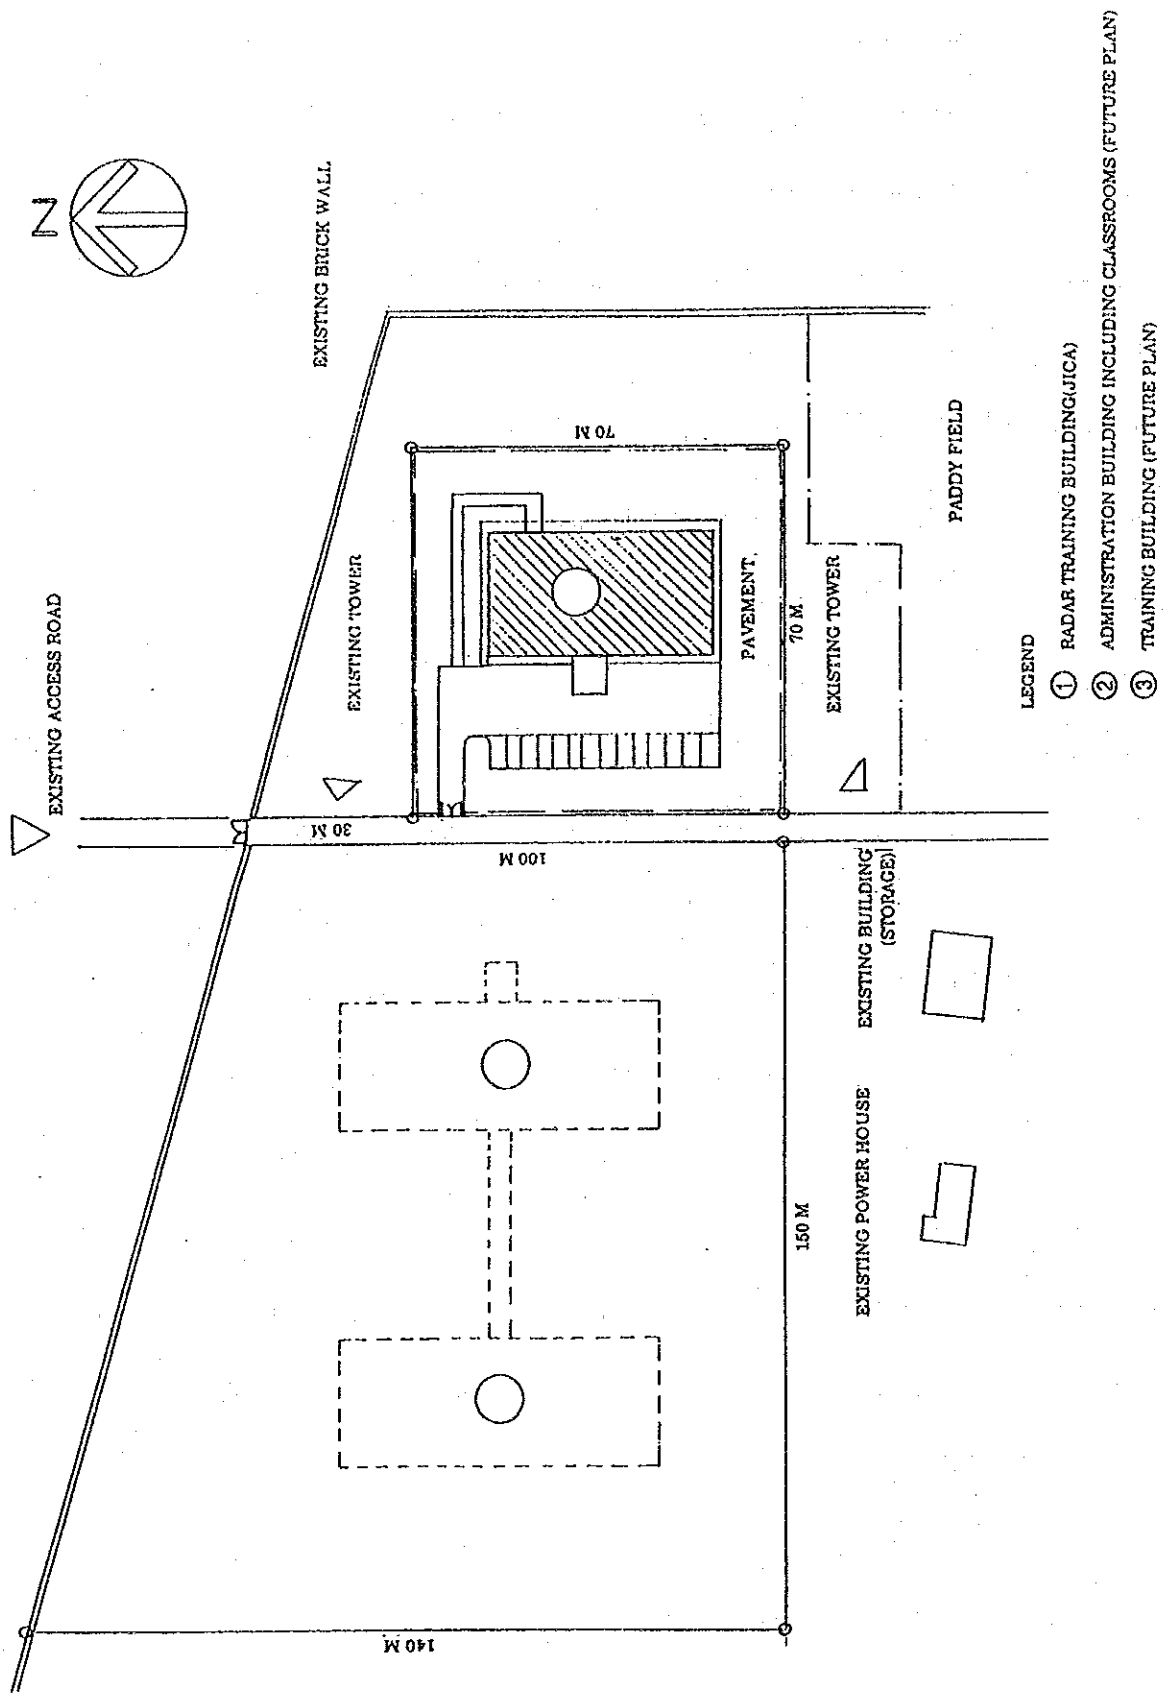 N
EXISTING ACCESS ROAD
EXISTING BRICK WALL
EXISTING TOWER
30 M
70 M
100 M
140 M
PAVEMENT
70 M
EXISTING TOWER
PADDY FIELD
150 M
EXISTING BUILDING
(STORAGE)
EXISTING POWER HOUSE
LEGEND
① RADAR TRAINING BUILDING(JICA)
② ADMINISTRATION BUILDING INCLUDING CLASSROOMS (FUTURE PLAN)
③ TRAINING BUILDING (FUTURE PLAN)